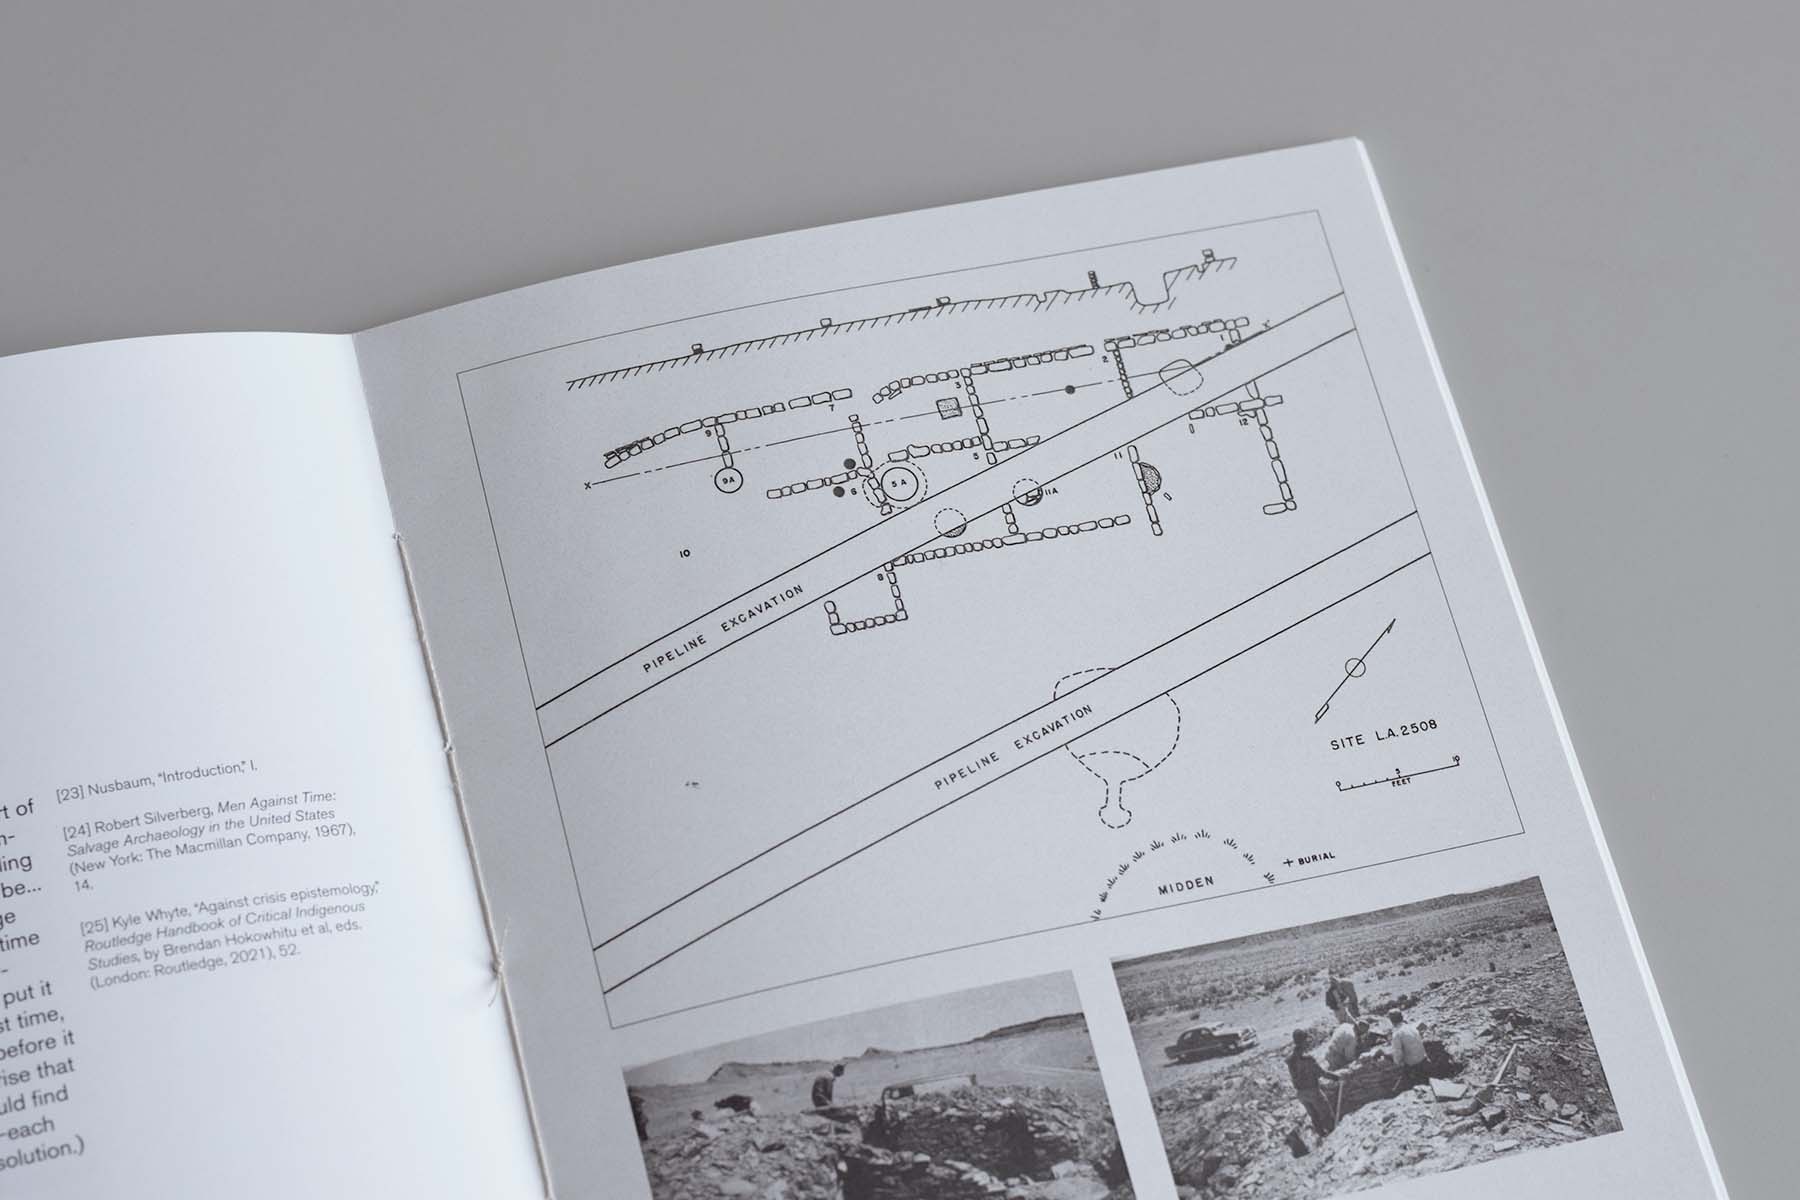 rt of
n-
ling
be...
ge
time
-
put it
st time,
before it
rise that
uld find
-each
solution.)
[23] Nusbaum, “Introduction,” I.
[24] Robert Silverberg, Men Against Time:
Salvage Archaeology in the United States
(New York: The Macmillan Company, 1967),
14.
[25] Kyle Whyte, “Against crisis epistemology,”
Routledge Handbook of Critical Indigenous
Studies, by Brendan Hokowhitu et al, eds.
(London: Routledge, 2021), 52.
X'
1
2
3
7
9
12
5
11
X
9A
6
5A
11A
10
8
PIPELINE EXCAVATION
PIPELINE EXCAVATION
SITE L.A. 2508
0 5 10
FEET
+ BURIAL
MIDDEN